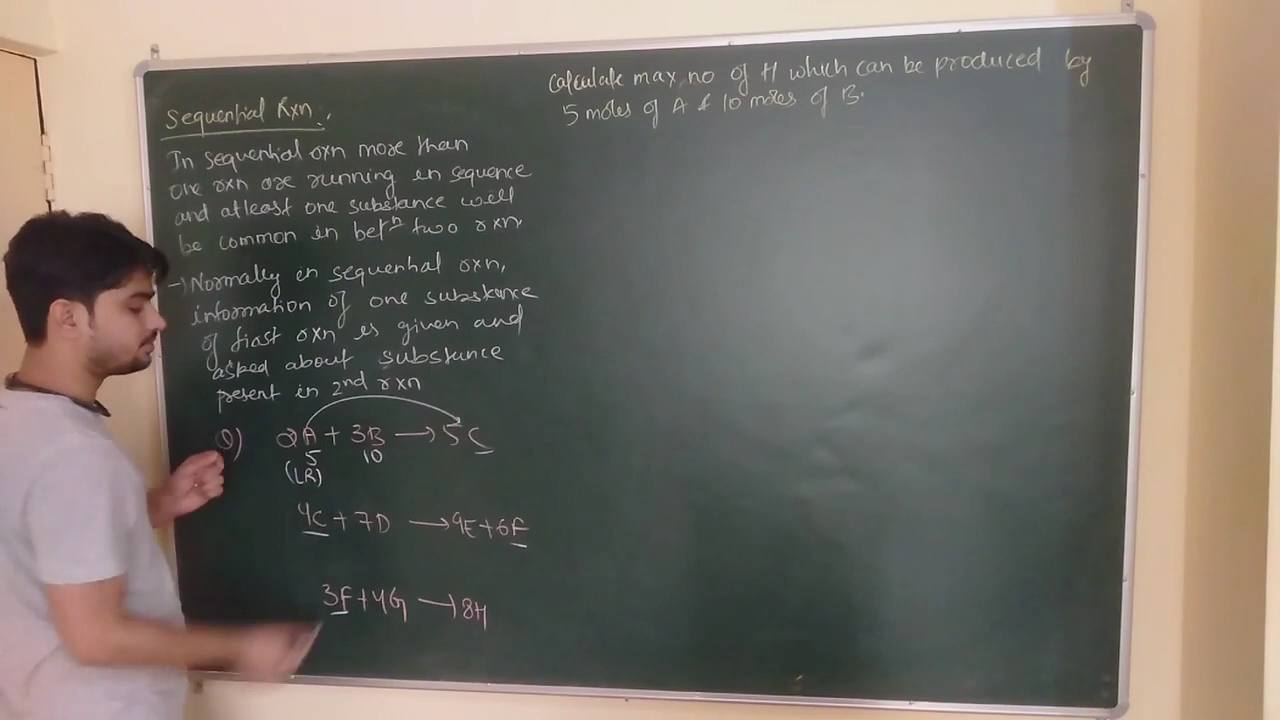 Sequential Rxn:
In sequential rxn more than
one rxn are running in sequence
and atleast one substance will
be common in betn two rxn
→ Normally in sequential rxn,
information of one substance
of first rxn is given and
asked about substance
present in 2nd rxn
Q) 2A + 3B → 5C
5 10
(LR)
4C + 7D → 9E + 6F
3F + 4G → 8H
Calculate max no of H which can be produced by
5 moles of A & 10 moles of B.